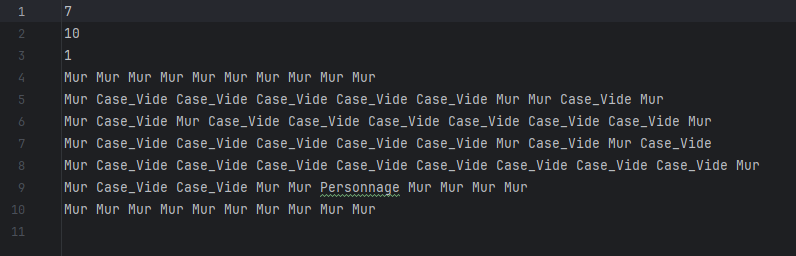 1 7
2 10
3 1
4 Mur Mur Mur Mur Mur Mur Mur Mur Mur Mur
5 Mur Case_Vide Case_Vide Case_Vide Case_Vide Case_Vide Mur Mur Case_Vide Mur
6 Mur Case_Vide Mur Case_Vide Case_Vide Case_Vide Case_Vide Case_Vide Case_Vide Mur
7 Mur Case_Vide Case_Vide Case_Vide Case_Vide Case_Vide Mur Case_Vide Mur Case_Vide
8 Mur Case_Vide Case_Vide Case_Vide Case_Vide Case_Vide Case_Vide Case_Vide Case_Vide Mur
9 Mur Case_Vide Case_Vide Mur Mur Personnage Mur Mur Mur Mur
10 Mur Mur Mur Mur Mur Mur Mur Mur Mur Mur
11